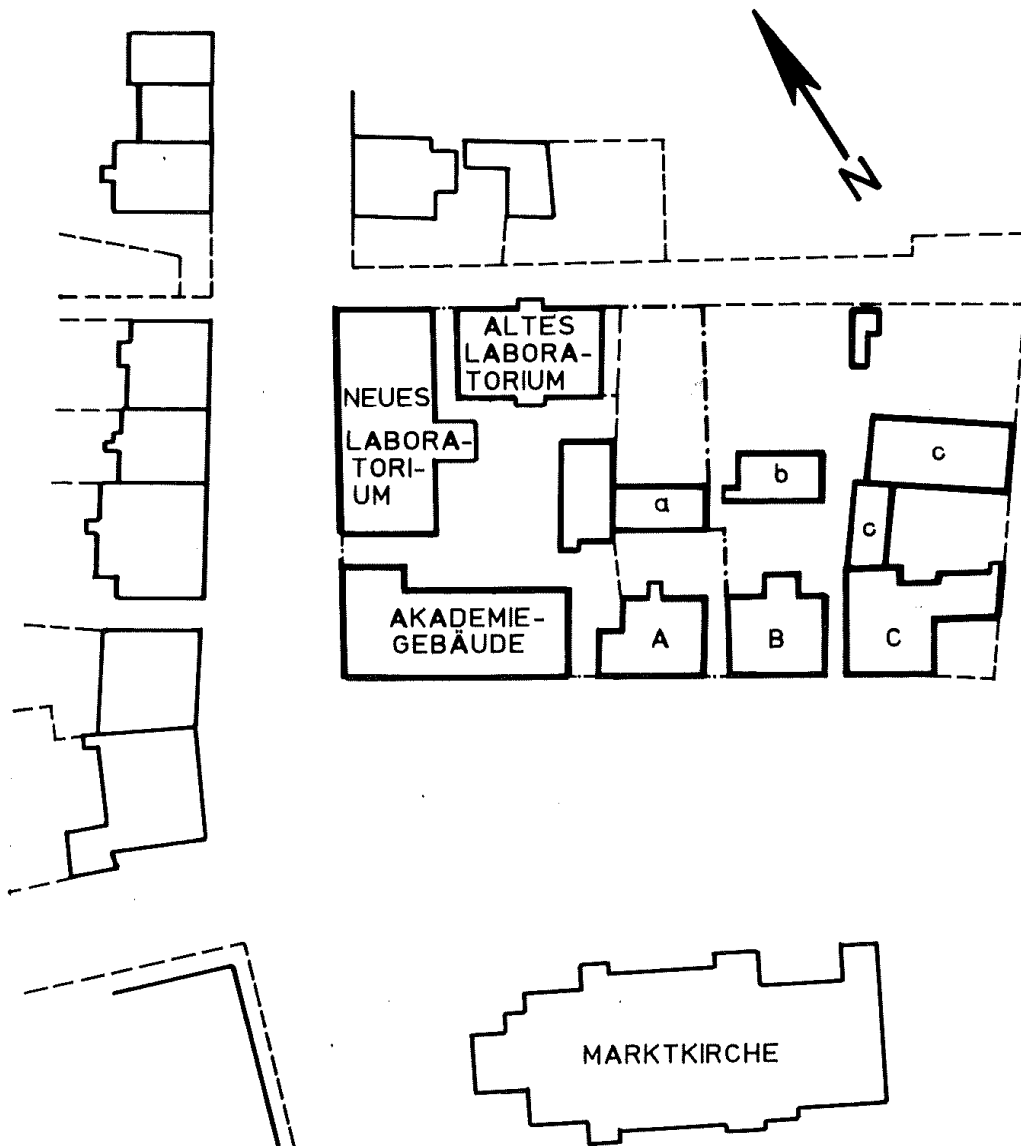 N
ALTES
LABORA-
TORIUM
NEUES
LABORA-
TORI-
UM
a
b
c
c
AKADEMIE-
GEBÄUDE
A
B
C
MARKTKIRCHE